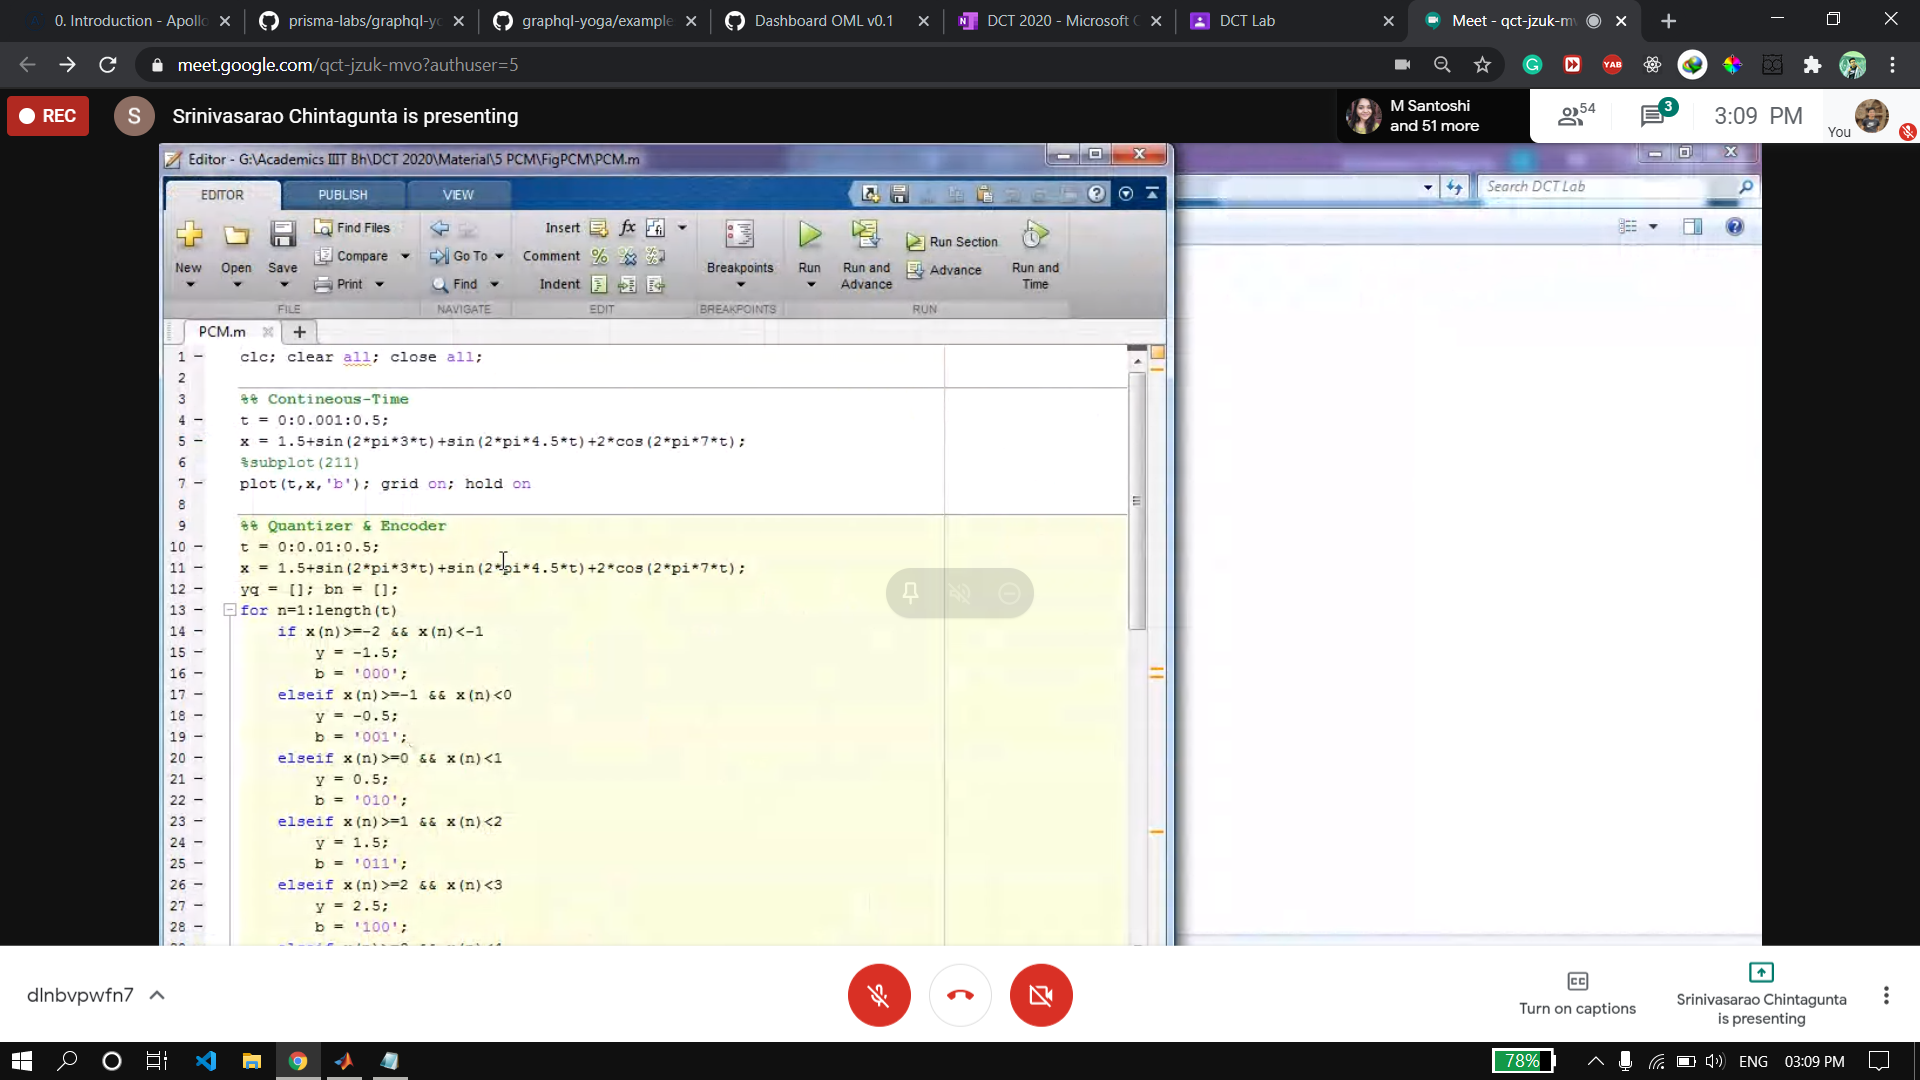 0. Introduction - Apollo
prisma-labs/graphql-yo
graphql-yoga/example
Dashboard OML v0.1
DCT 2020 - Microsoft O
DCT Lab
Meet - qct-jzuk-mv
meet.google.com/qct-jzuk-mvo?authuser=5
REC
S
Srinivasarao Chintagunta is presenting
M Santoshi
and 51 more
54
3
3:09 PM
You
Editor - G:\Academics IIIT Bh\DCT 2020\Material\5 PCM\FigPCM\PCM.m
EDITOR
PUBLISH
VIEW
Search DCT Lab
New
Open
Save
Find Files
Compare
Print
Go To
Find
Insert
fx
Comment
Indent
Breakpoints
Run
Run and
Advance
Run Section
Advance
Run and
Time
FILE
NAVIGATE
EDIT
BREAKPOINTS
RUN
PCM.m
1 clc; clear all; close all;
2
3 %% Contineous-Time
4 t = 0:0.001:0.5;
5 x = 1.5+sin(2*pi*3*t)+sin(2*pi*4.5*t)+2*cos(2*pi*7*t);
6 %subplot(211)
7 plot(t,x,'b'); grid on; hold on
8
9 %% Quantizer & Encoder
10 t = 0:0.01:0.5;
11 x = 1.5+sin(2*pi*3*t)+sin(2*pi*4.5*t)+2*cos(2*pi*7*t);
12 yq = []; bn = [];
13 for n=1:length(t)
14 if x(n)>=-2 && x(n)<-1
15 y = -1.5;
16 b = '000';
17 elseif x(n)>=-1 && x(n)<0
18 y = -0.5;
19 b = '001';
20 elseif x(n)>=0 && x(n)<1
21 y = 0.5;
22 b = '010';
23 elseif x(n)>=1 && x(n)<2
24 y = 1.5;
25 b = '011';
26 elseif x(n)>=2 && x(n)<3
27 y = 2.5;
28 b = '100';
dlnbvpwfn7
Turn on captions
Srinivasarao Chintagunta
is presenting
78%
ENG
03:09 PM